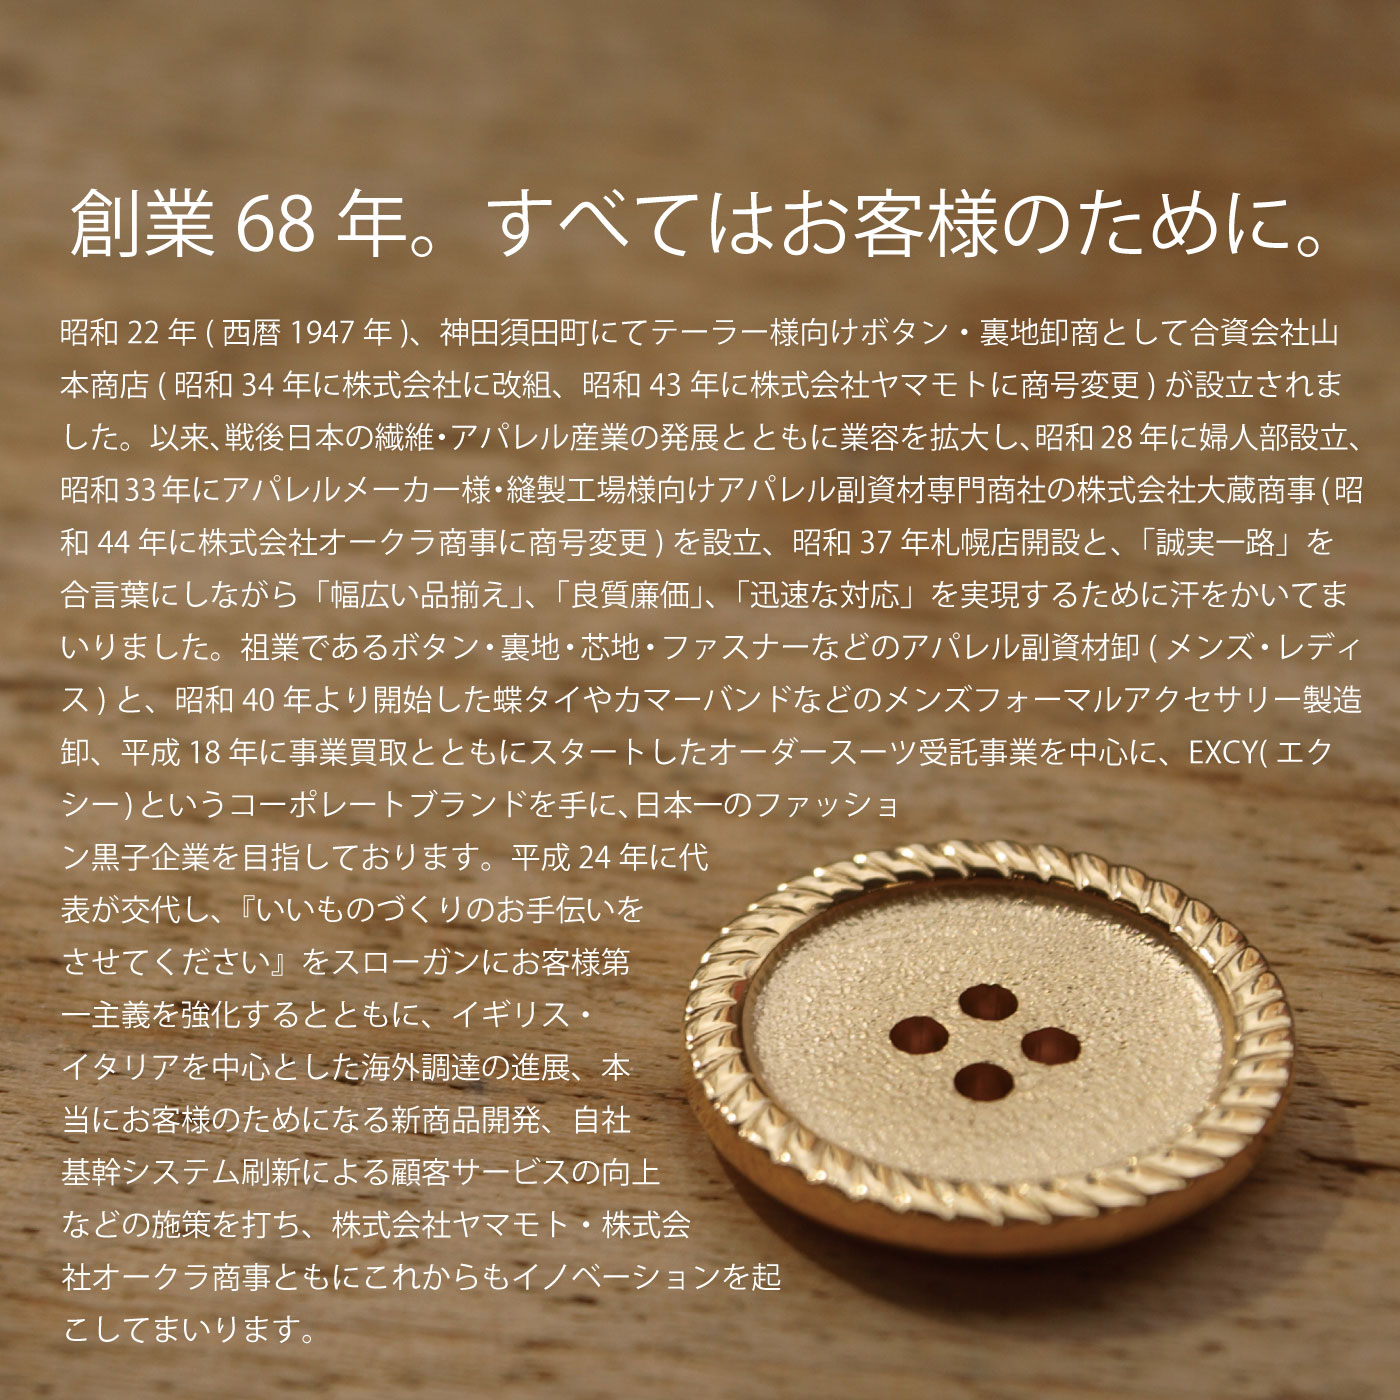 創業 68 年。すべてはお客様のために。
昭和 22 年 ( 西暦 1947 年 )、神田須田町にてテーラー様向けボタン・裏地卸商として合資会社山
本商店 ( 昭和 34 年に株式会社に改組、昭和 43 年に株式会社ヤマモトに商号変更 ) が設立されま
した。以来、戦後日本の繊維・アパレル産業の発展とともに業容を拡大し、昭和 28 年に婦人部設立、
昭和 33 年にアパレルメーカー様・縫製工場様向けアパレル副資材専門商社の株式会社大蔵商事 ( 昭
和 44 年に株式会社オークラ商事に商号変更 ) を設立、昭和 37 年札幌店開設と、「誠実一路」を
合言葉にしながら「幅広い品揃え」、「良質廉価」、「迅速な対応」を実現するために汗をかいてま
いりました。祖業であるボタン・裏地・芯地・ファスナーなどのアパレル副資材卸 ( メンズ・レディ
ス ) と、昭和 40 年より開始した蝶タイやカマーバンドなどのメンズフォーマルアクセサリー製造
卸、平成 18 年に事業買取とともにスタートしたオーダースーツ受託事業を中心に、EXCY( エク
シー ) というコーポレートブランドを手に、日本一のファッショ
ン黒子企業を目指しております。平成 24 年に代
表が交代し、『いいものづくりのお手伝いを
させてください』をスローガンにお客様第
一主義を強化するとともに、イギリス・
イタリアを中心とした海外調達の進展、本
当にお客様のためになる新商品開発、自社
基幹システム刷新による顧客サービスの向上
などの施策を打ち、株式会社ヤマモト・株式会
社オークラ商事ともにこれからもイノベーションを起
こしてまいります。